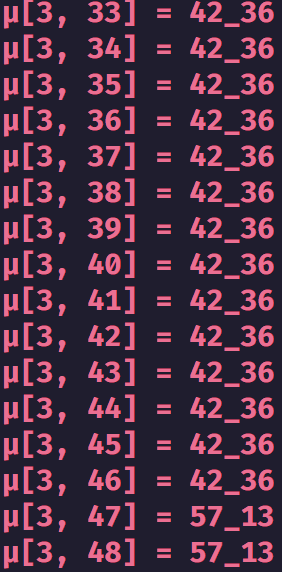 μ[3, 33] = 42_36
μ[3, 34] = 42_36
μ[3, 35] = 42_36
μ[3, 36] = 42_36
μ[3, 37] = 42_36
μ[3, 38] = 42_36
μ[3, 39] = 42_36
μ[3, 40] = 42_36
μ[3, 41] = 42_36
μ[3, 42] = 42_36
μ[3, 43] = 42_36
μ[3, 44] = 42_36
μ[3, 45] = 42_36
μ[3, 46] = 42_36
μ[3, 47] = 57_13
μ[3, 48] = 57_13